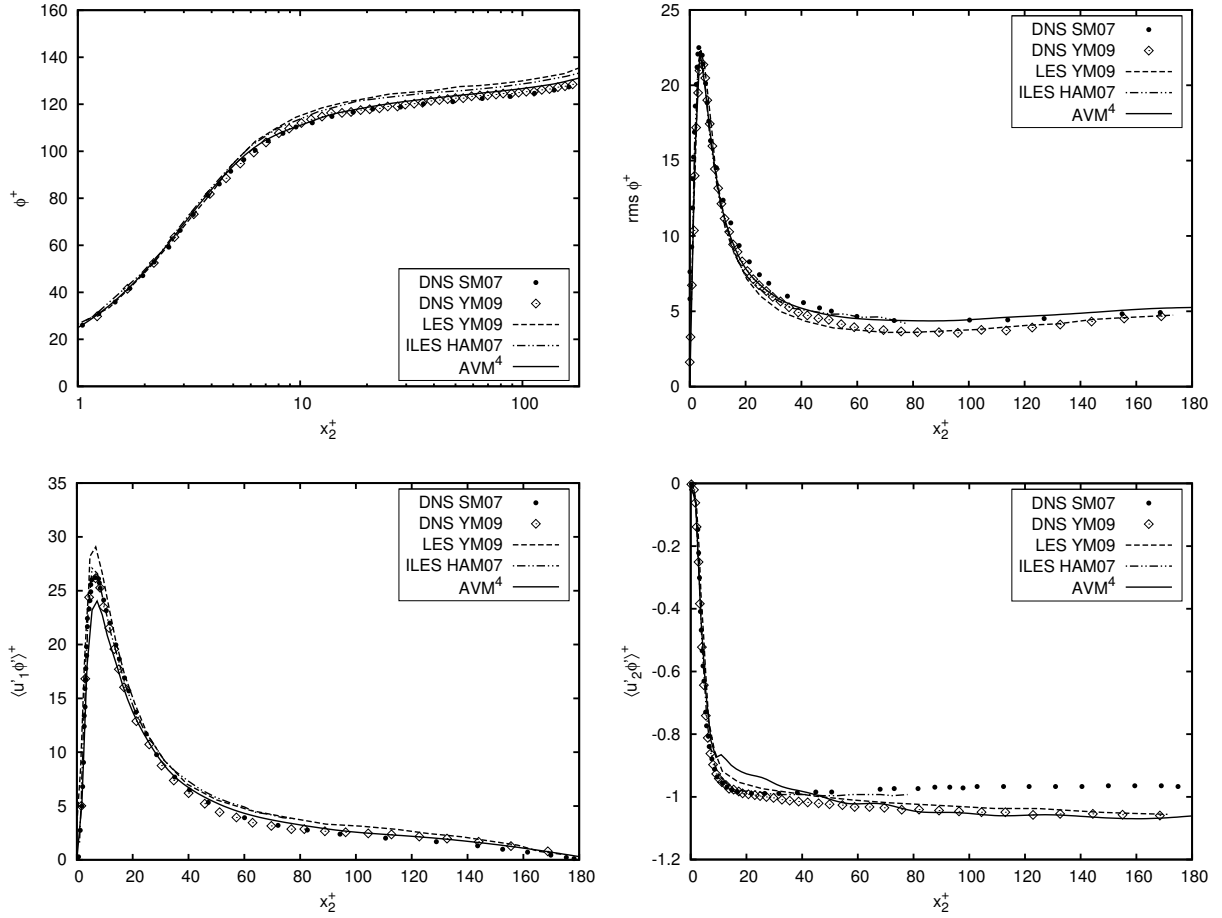 160
140
120
100
80
60
40
20
0
ϕ⁺
1
10
100
x₂⁺
DNS SM07
DNS YM09
LES YM09
ILES HAM07
AVM⁴
25
20
15
10
5
0
rms ϕ⁺
0 20 40 60 80 100 120 140 160 180
x₂⁺
DNS SM07
DNS YM09
LES YM09
ILES HAM07
AVM⁴
35
30
25
20
15
10
5
0
⟨u'₁ϕ'⟩⁺
0 20 40 60 80 100 120 140 160 180
x₂⁺
DNS SM07
DNS YM09
LES YM09
ILES HAM07
AVM⁴
0
-0.2
-0.4
-0.6
-0.8
-1.0
-1.2
⟨u'₂ϕ'⟩⁺
0 20 40 60 80 100 120 140 160 180
x₂⁺
DNS SM07
DNS YM09
LES YM09
ILES HAM07
AVM⁴